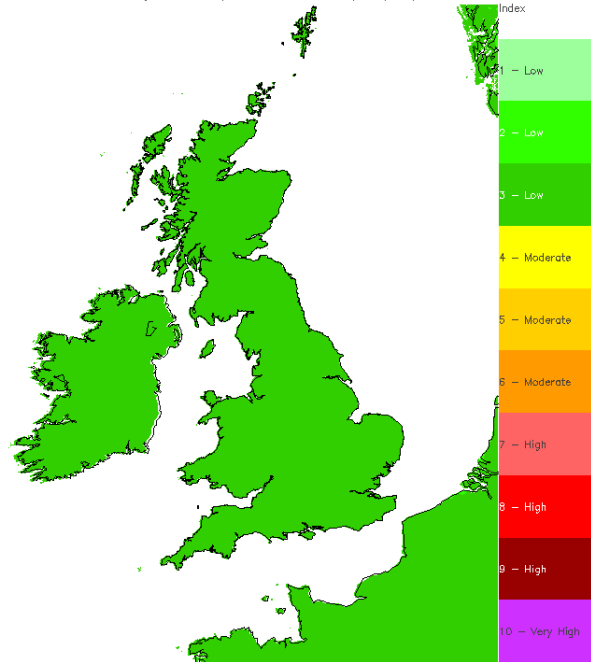 Index
1 - Low
2 - Low
3 - Low
4 - Moderate
5 - Moderate
6 - Moderate
7 - High
8 - High
9 - High
10 - Very High